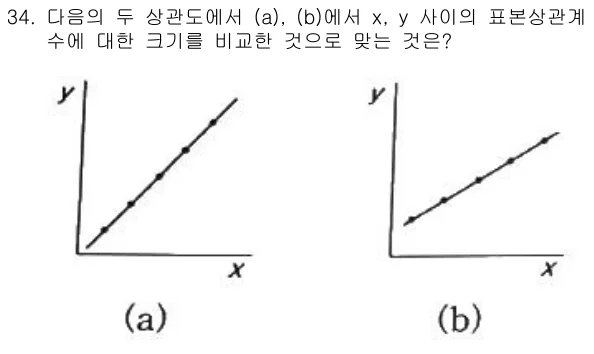 34. 다음의 두 상관도에서 (a), (b)에서 x, y 사이의 표본상관계
수에 대한 크기를 비교한 것으로 맞는 것은?
y
y
x
x
(a)
(b)